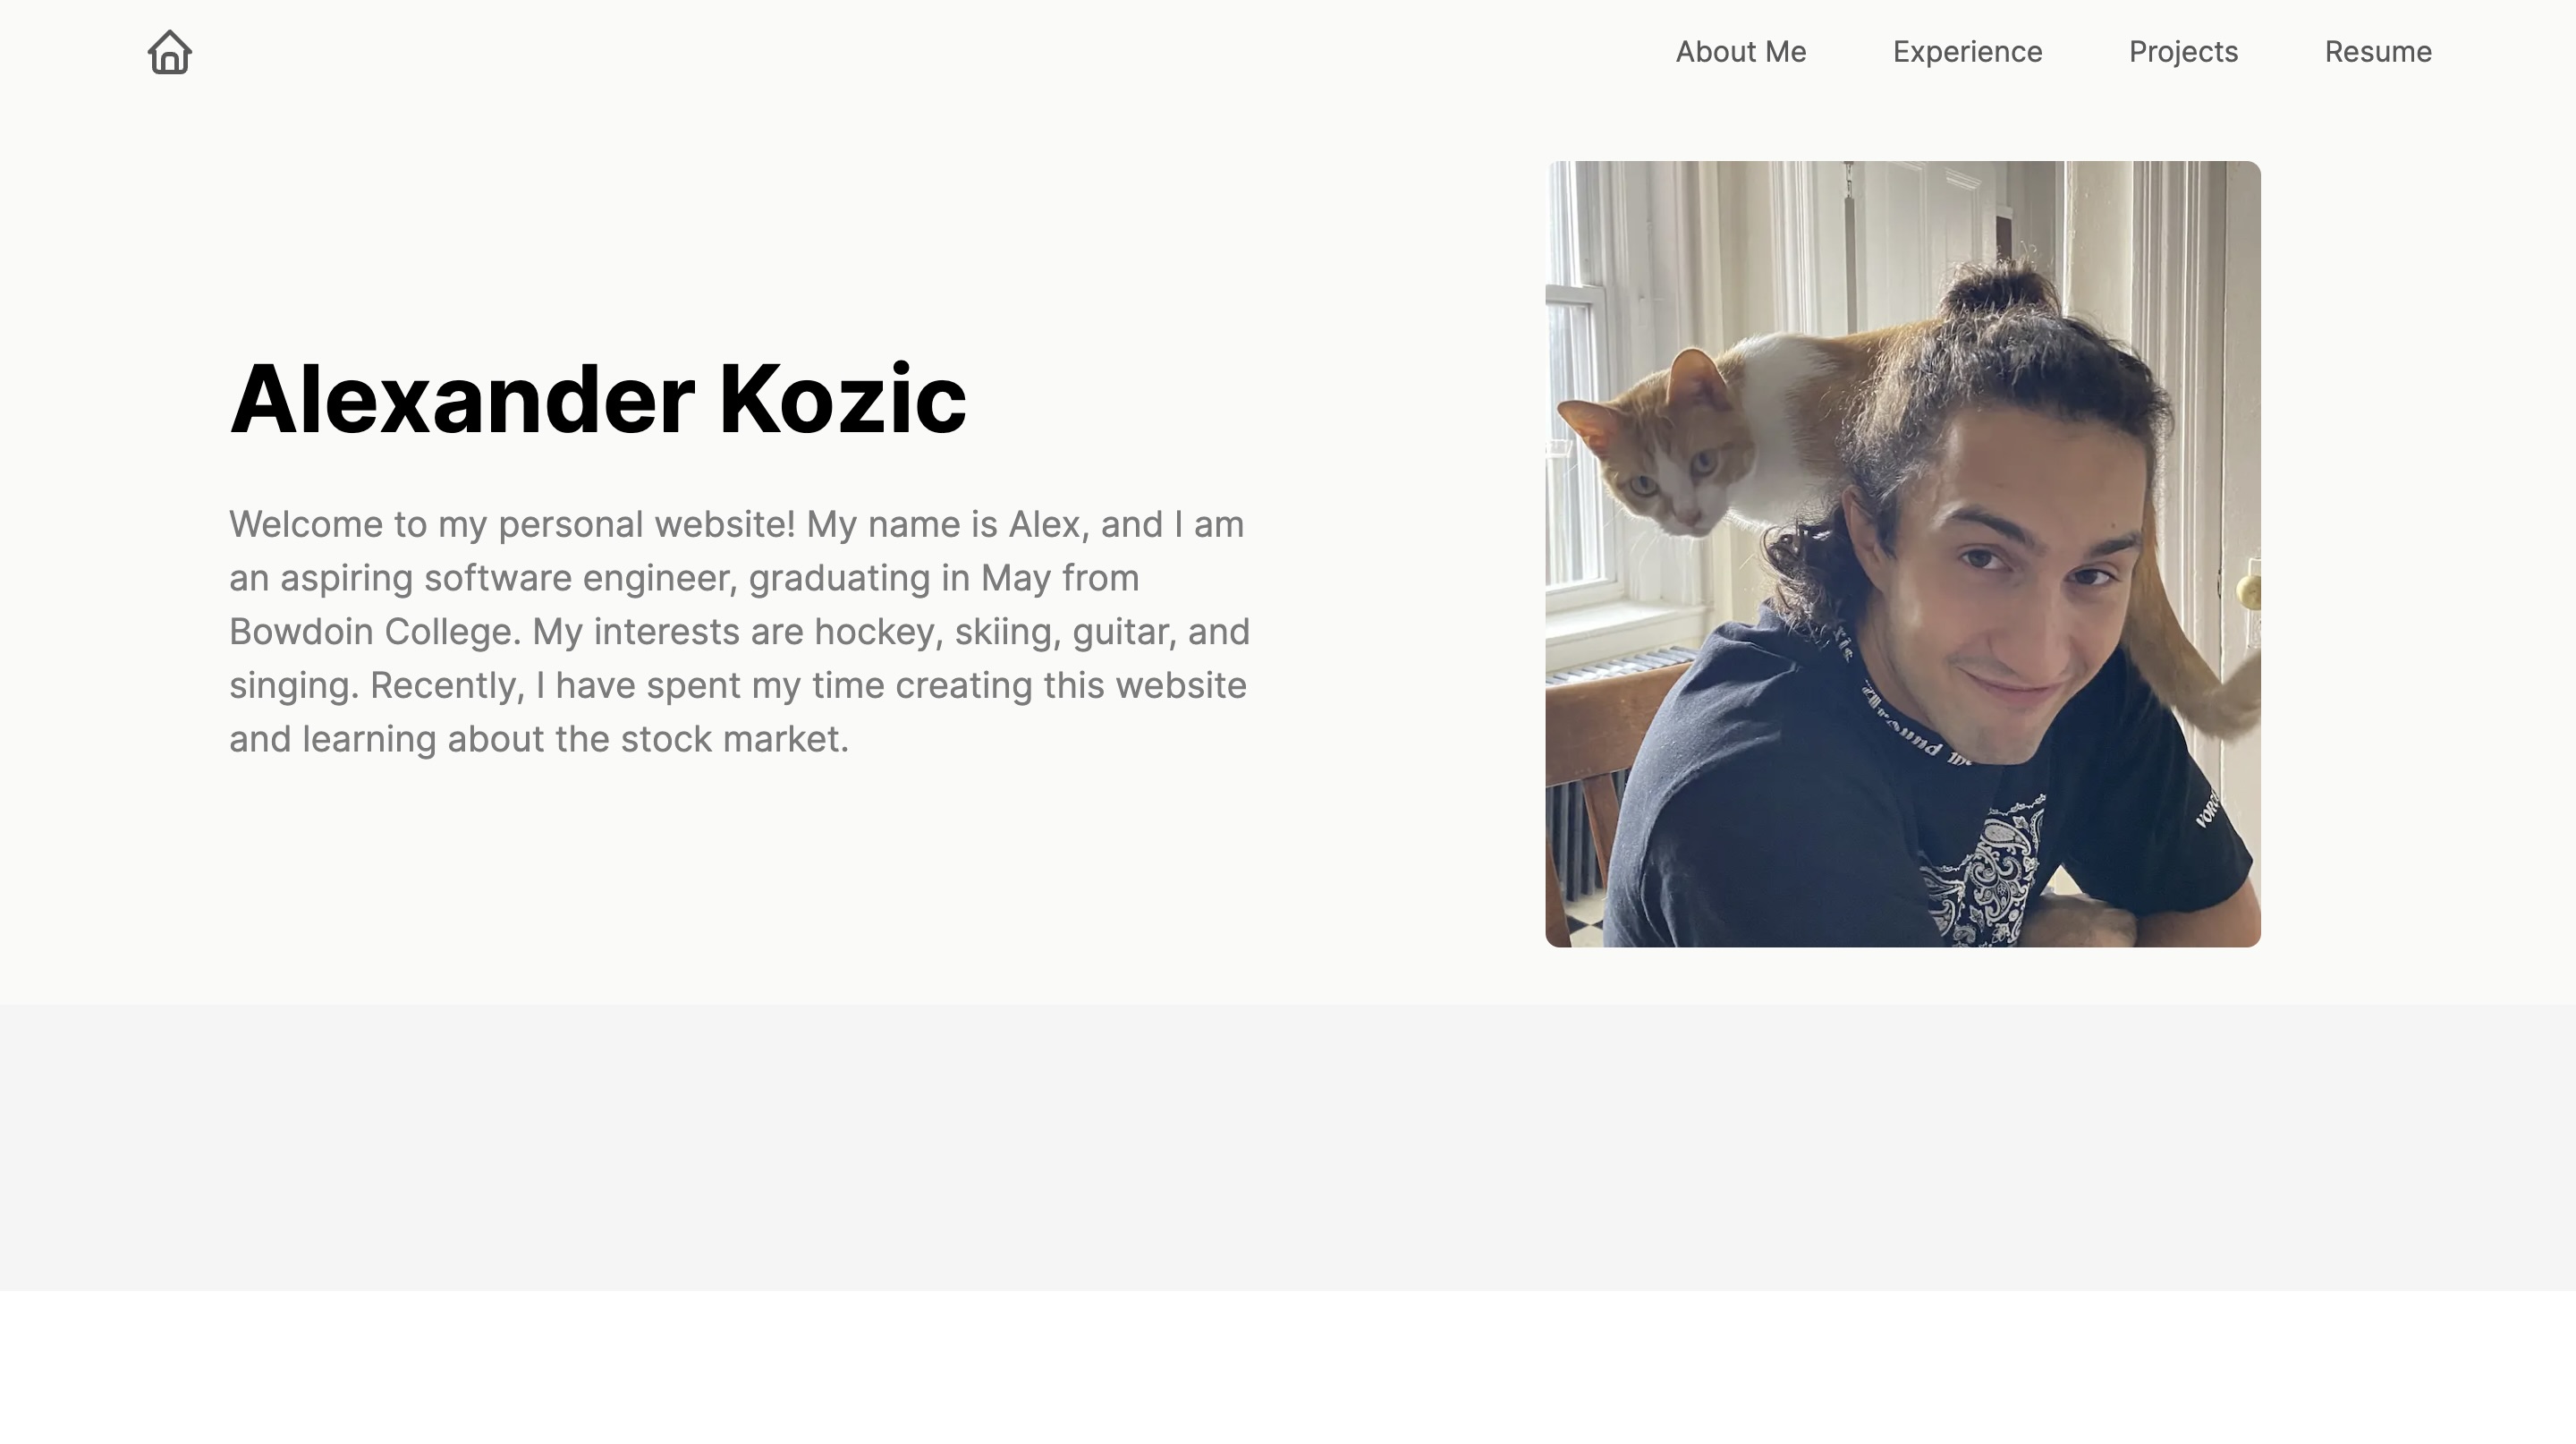 About Me
Experience
Projects
Resume
Alexander Kozic
Welcome to my personal website! My name is Alex, and I am
an aspiring software engineer, graduating in May from
Bowdoin College. My interests are hockey, skiing, guitar, and
singing. Recently, I have spent my time creating this website
and learning about the stock market.